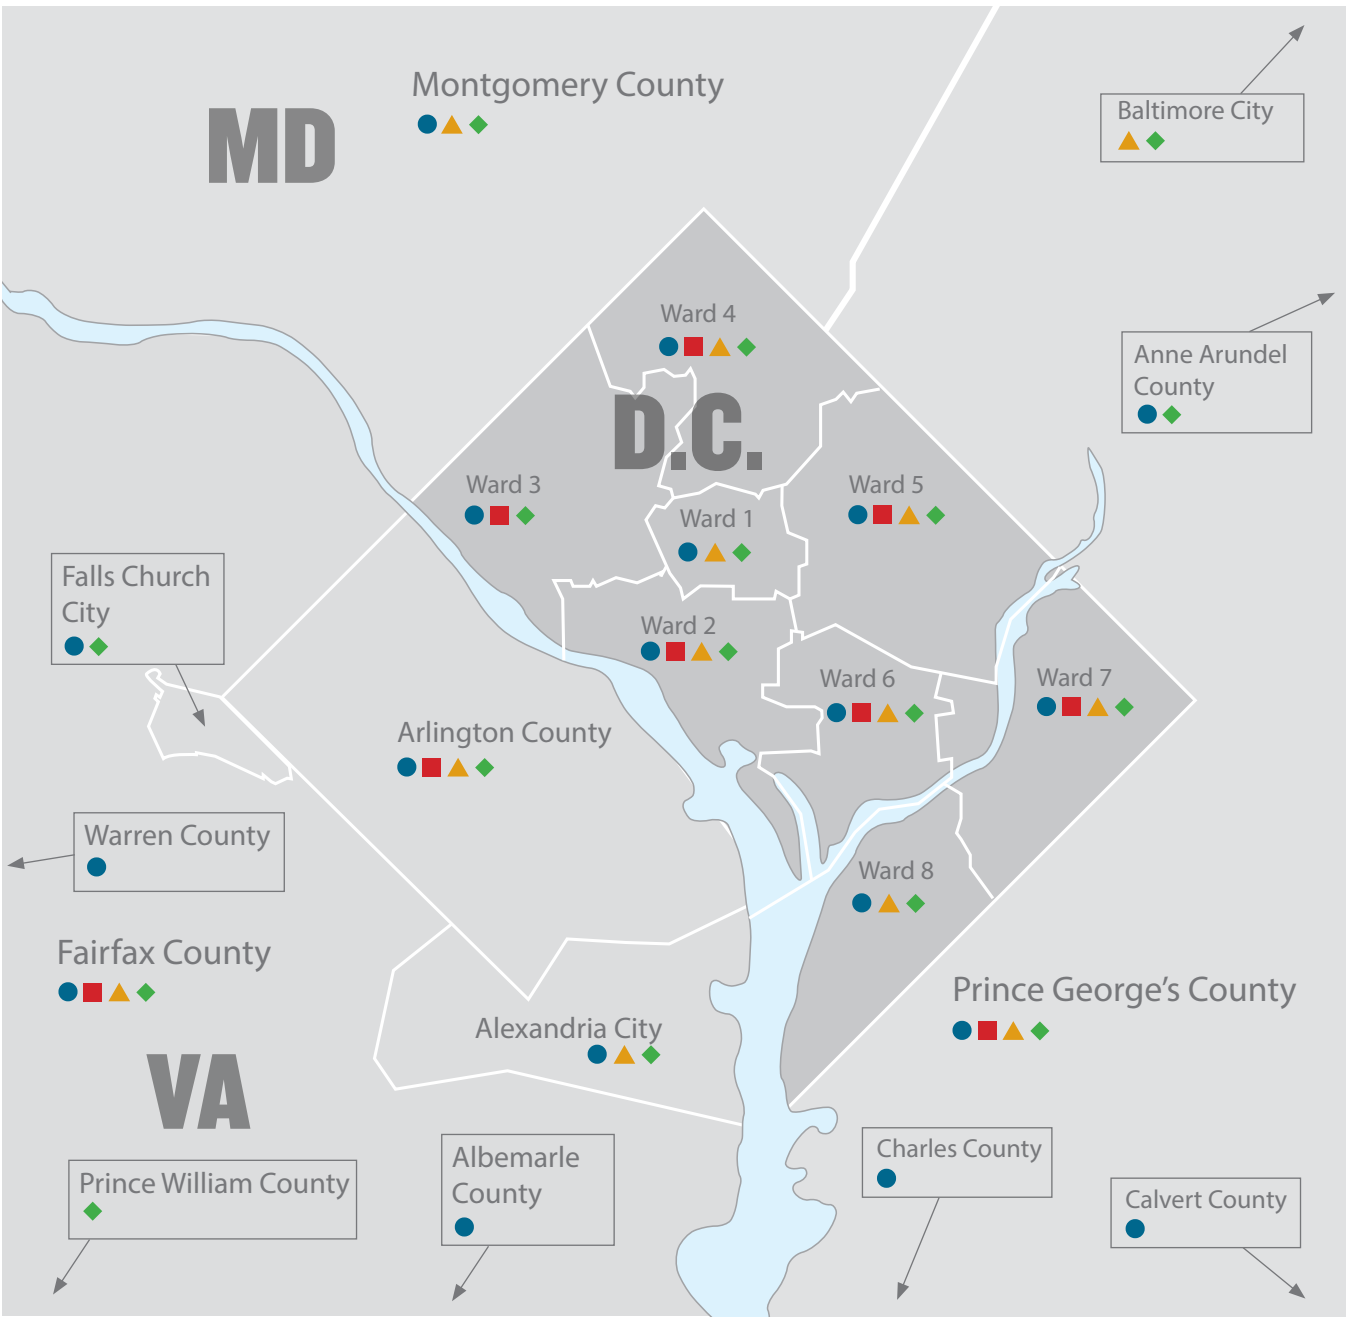 Montgomery County
MD
Baltimore City
Ward 4
Anne Arundel
County
D.C.
Ward 3
Ward 5
Ward 1
Falls Church
City
Ward 2
Ward 6
Ward 7
Arlington County
Warren County
Ward 8
Fairfax County
Prince George's County
Alexandria City
VA
Albemarle
County
Charles County
Prince William County
Calvert County